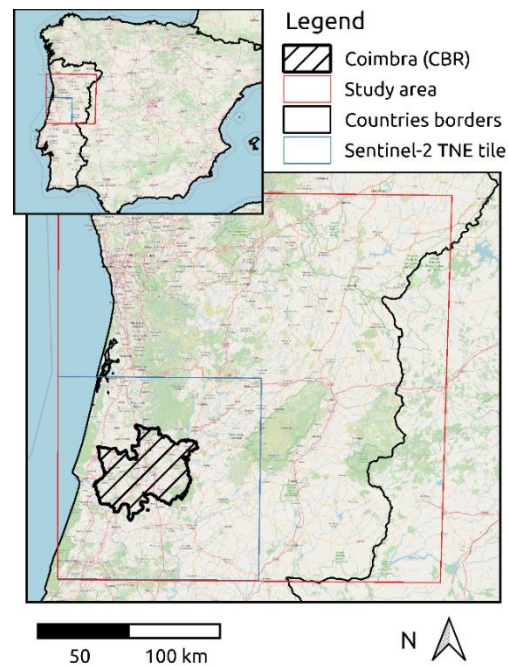 Legend
Coimbra (CBR)
Study area
Countries borders
Sentinel-2 TNE tile
50 100 km
N